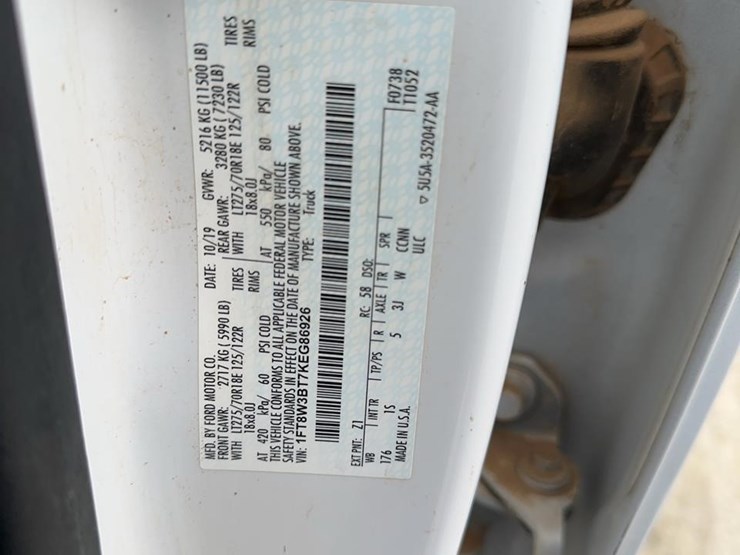 MFD. BY FORD MOTOR CO.
DATE: 10/19 GVWR: 5216 KG (11500 LB)
FRONT GAWR: 2717 KG ( 5990 LB) REAR GAWR: 3280 KG ( 7230 LB)
WITH LT275/70R18E 125/122R TIRES WITH LT275/70R18E 125/122R TIRES
18x8.0J RIMS 18x8.0J RIMS
AT 420 kPa/ 60 PSI COLD AT 550 kPa/ 80 PSI COLD
THIS VEHICLE CONFORMS TO ALL APPLICABLE FEDERAL MOTOR VEHICLE
SAFETY STANDARDS IN EFFECT ON THE DATE OF MANUFACTURE SHOWN ABOVE.
VIN: 1FT8W3BT7KEG86926 TYPE: Truck
EXT PNT: Z1 RC: 58 DSO: F0738
WB INT TR TP/PS R AXLE TR SPR T1052
176 IS 5 3J W CCNN
MADE IN U.S.A. ULC ▽ 5U5A-3520472-AA